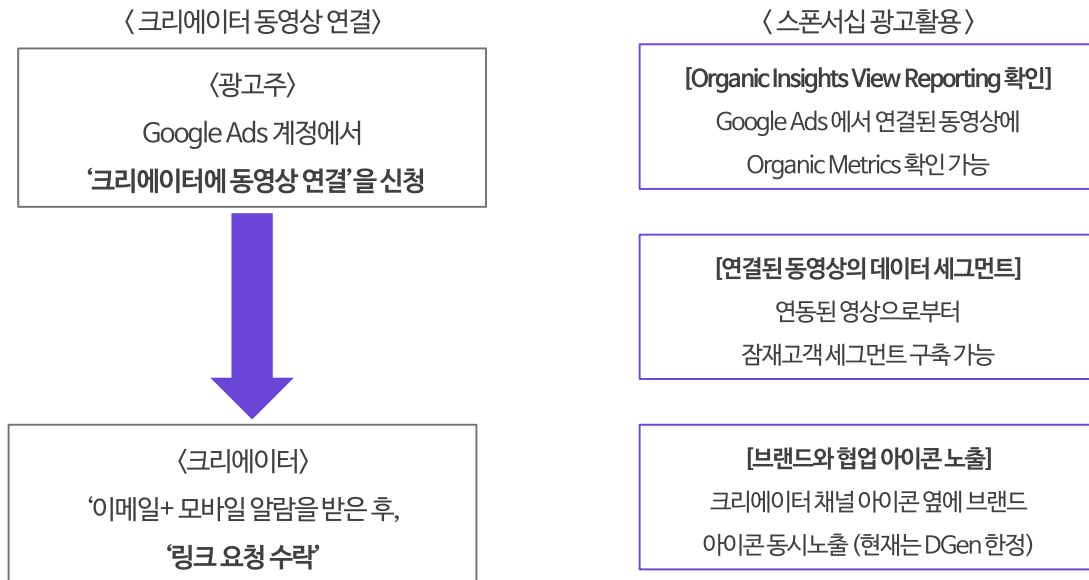 〈 크리에이터 동영상 연결〉
〈광고주〉
Google Ads 계정에서
‘크리에이터에 동영상 연결’을 신청
〈크리에이터〉
‘이메일+ 모바일 알람을 받은 후,
‘링크 요청 수락’
〈 스폰서십 광고활용 〉
[Organic Insights View Reporting 확인]
Google Ads 에서 연결된 동영상에
Organic Metrics 확인 가능
[연결된 동영상의 데이터 세그먼트]
연동된 영상으로부터
잠재고객 세그먼트 구축 가능
[브랜드와 협업 아이콘 노출]
크리에이터 채널 아이콘 옆에 브랜드
아이콘 동시노출 (현재는 DGen 한정)